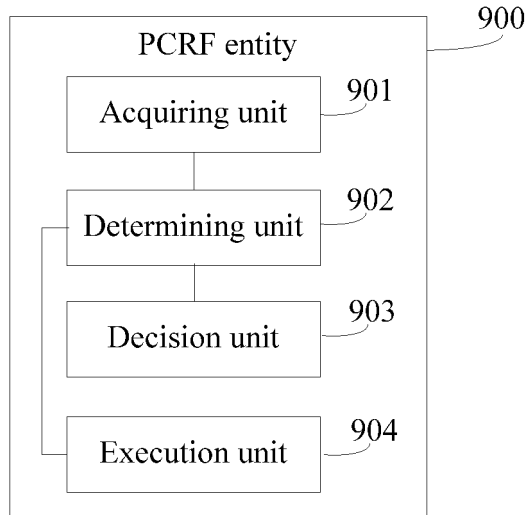 900
PCRF entity
901
Acquiring unit
902
Determining unit
903
Decision unit
904
Execution unit